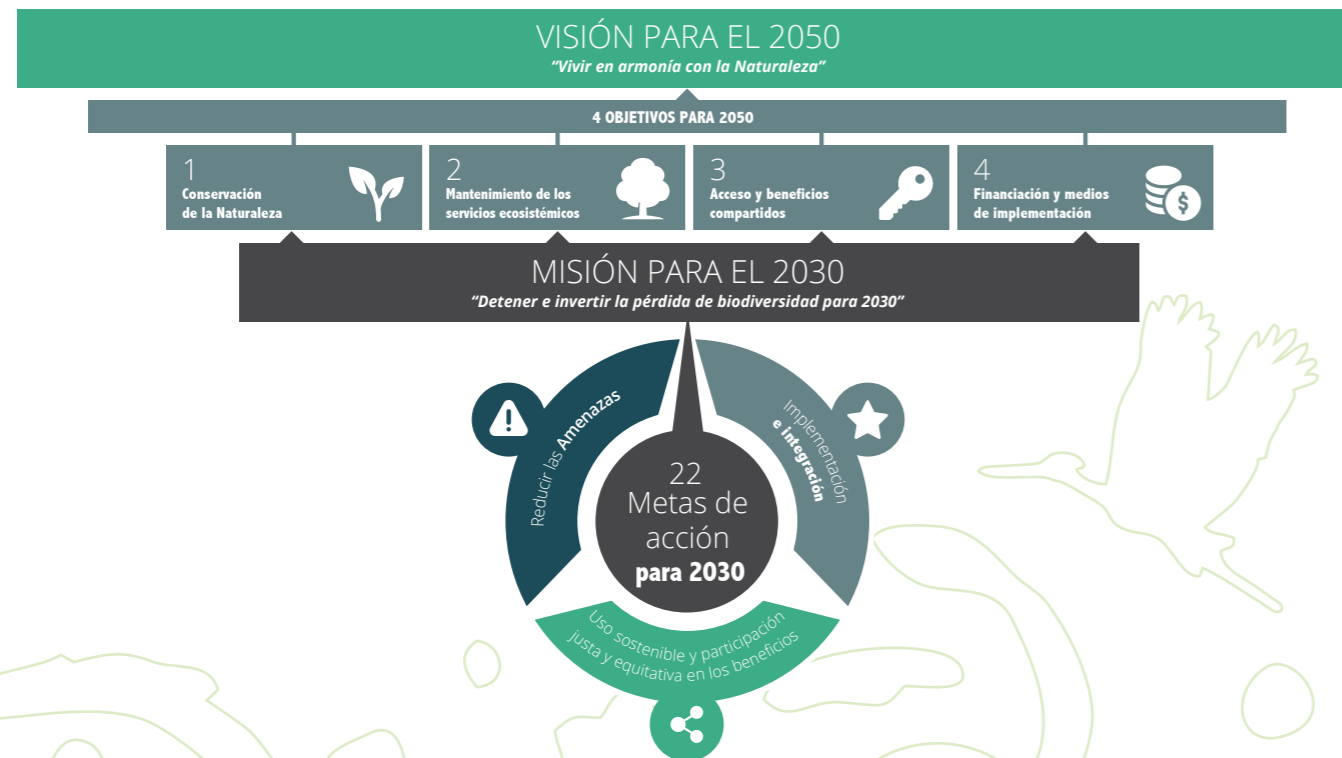 VISIÓN PARA EL 2050
“Vivir en armonía con la Naturaleza”
4 OBJETIVOS PARA 2050
1
Conservación
de la Naturaleza
2
Mantenimiento de los
servicios ecosistémicos
3
Acceso y beneficios
compartidos
4
Financiación y medios
de implementación
$
MISIÓN PARA EL 2030
“Detener e invertir la pérdida de biodiversidad para 2030”
Reducir las Amenazas
Implementación
e integración
22
Metas de
acción
para 2030
Uso sostenible y participación
justa y equitativa en los beneficios